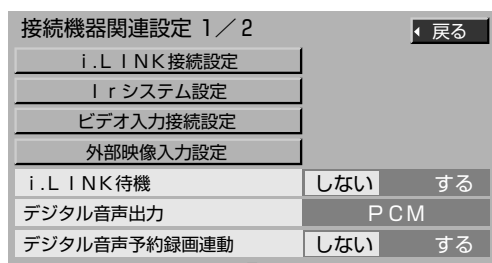 接続機器関連設定 1／2 戻る
i.LINK接続設定
Irシステム設定
ビデオ入力接続設定
外部映像入力設定
i.LINK待機 しない する
デジタル音声出力 PCM
デジタル音声予約録画連動 しない する